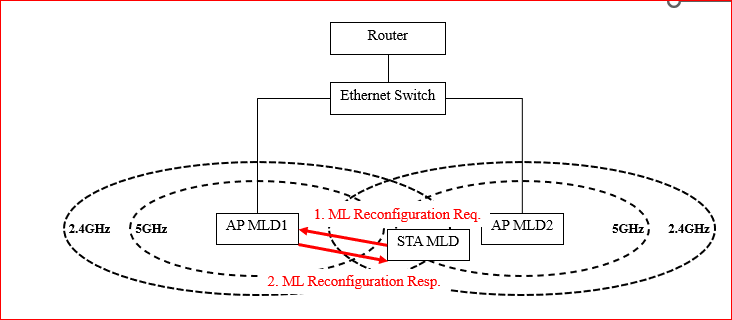 Router
Ethernet Switch
1. ML Reconfiguration Req.
2.4GHz
5GHz
AP MLD1
AP MLD2
5GHz
2.4GHz
STA MLD
2. ML Reconfiguration Resp.